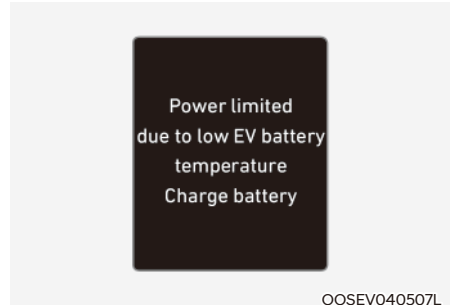 Power limited
due to low EV battery
temperature
Charge battery
OOSEV040507L